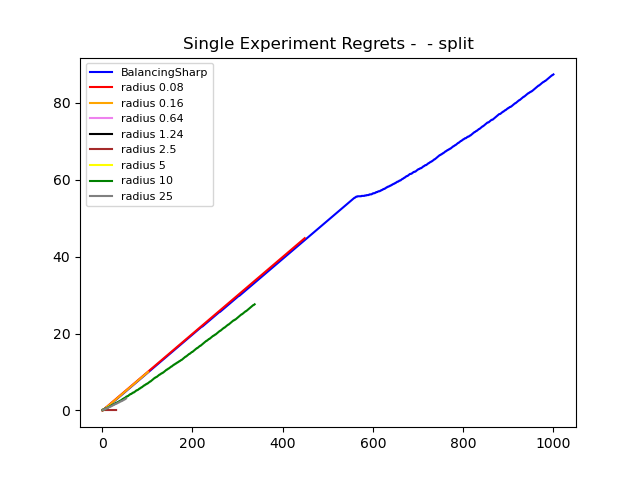 Single Experiment Regrets -  - split
BalancingSharp
radius 0.08
radius 0.16
radius 0.64
radius 1.24
radius 2.5
radius 5
radius 10
radius 25
80
60
40
20
0
0 200 400 600 800 1000